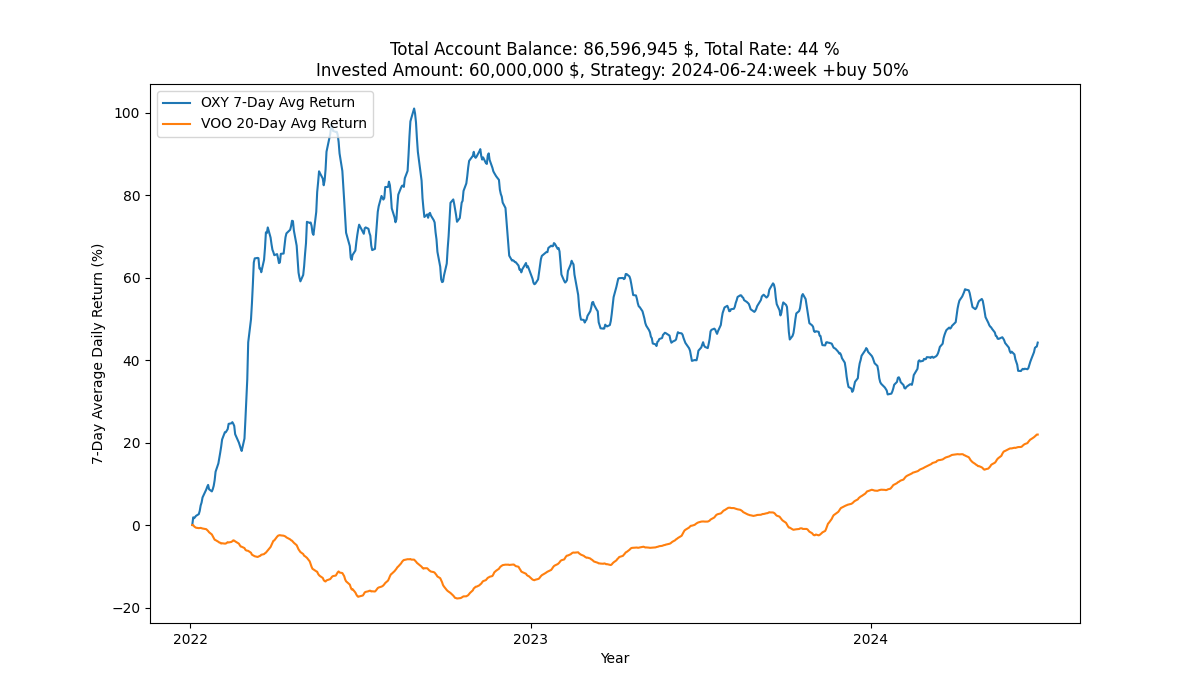 Total Account Balance: 86,596,945 $, Total Rate: 44 %
Invested Amount: 60,000,000 $, Strategy: 2024-06-24:week +buy 50%
OXY 7-Day Avg Return
VOO 20-Day Avg Return
7-Day Average Daily Return (%)
100
80
60
40
20
0
−20
2022
2023
2024
Year